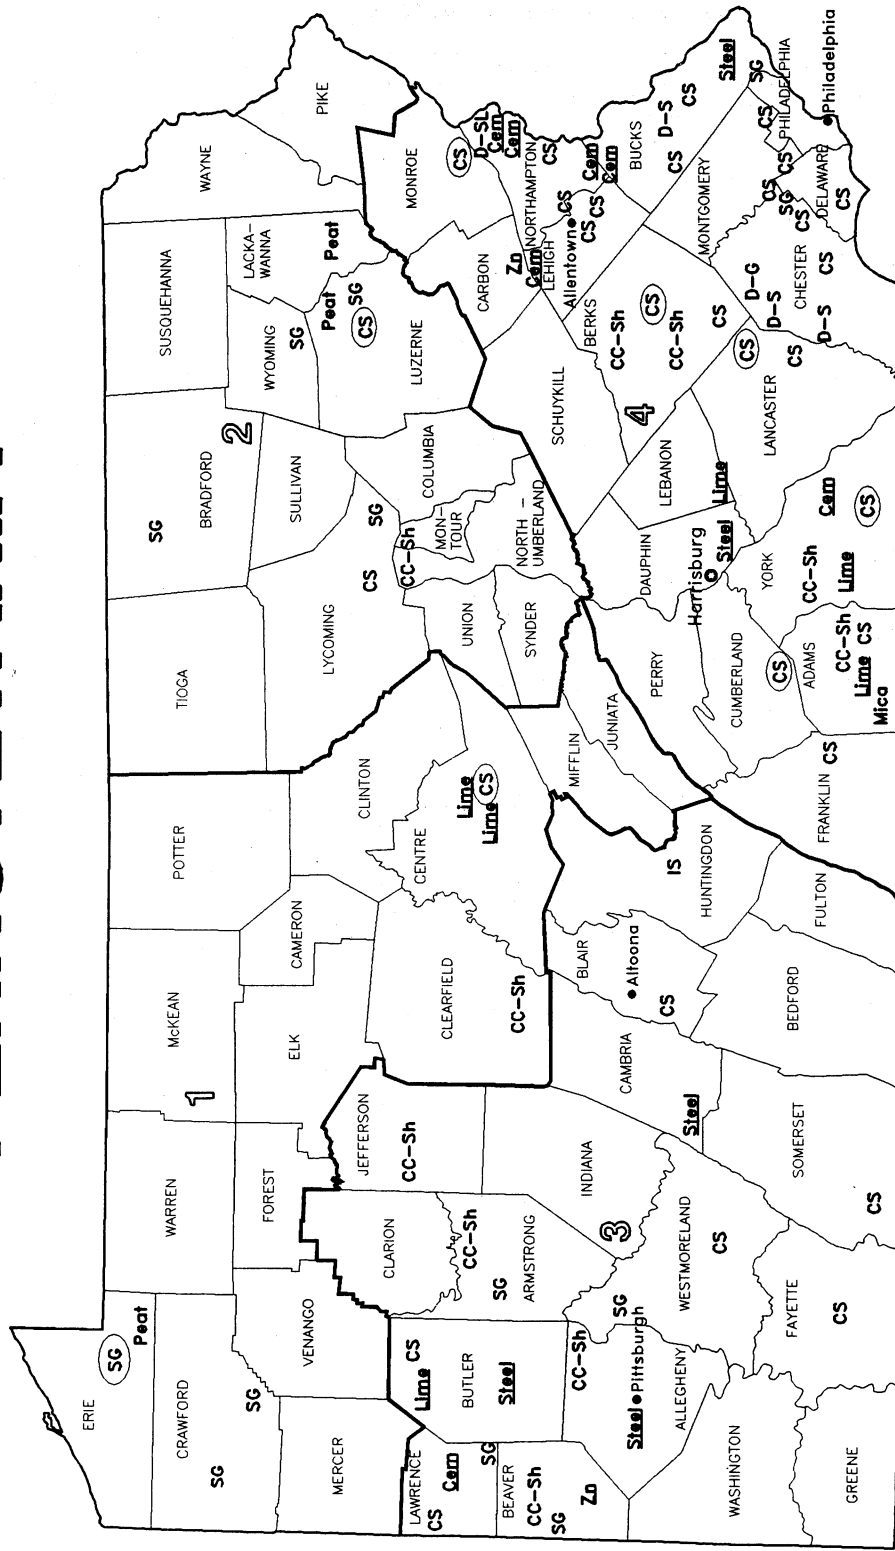 ERIE
SG
Peat
CRAWFORD
SG
SG
MERCER
VENANGO
WARREN
FOREST
McKEAN
1
ELK
CAMERON
POTTER
CLINTON
CENTRE
Lime
Lime CS
CLEARFIELD
CC-Sh
TIOGA
BRADFORD
SG
2
SUSQUEHANNA
WAYNE
PIKE
LACKA-
WANNA
Peat
WYOMING
SG
SULLIVAN
LYCOMING
CS
SG
CC-Sh
LUZERNE
Peat
SG
CS
COLUMBIA
MON-
TOUR
NORTH -
UMBERLAND
UNION
SYNDER
MIFFLIN
JUNIATA
JEFFERSON
CC-Sh
CLARION
CC-Sh
ARMSTRONG
SG
INDIANA
3
BUTLER
Lime CS
Steel
LAWRENCE
CS
Cem
SG
BEAVER
CC-Sh
SG
Zn
CC-Sh
Steel
Pittsburgh
ALLEGHENY
WASHINGTON
GREENE
WESTMORELAND
SG
CS
FAYETTE
CS
SOMERSET
CS
CAMBRIA
Steel
BLAIR
Altoona
CS
BEDFORD
HUNTINGDON
IS
FULTON
FRANKLIN
CS
PERRY
CUMBERLAND
CS
ADAMS
CC-Sh
Lime CS
Mica
DAUPHIN
Harrisburg
Steel
YORK
CC-Sh
Lime
Cem
CS
LEBANON
Lime
LANCASTER
CS
CS
D-S
SCHUYKILL
4
BERKS
CC-Sh
CS
CC-Sh
CS
CARBON
Zn
MONROE
CS
D-SL
Cem
Cem
NORTHAMPTON
CS
LEHIGH
Cem
Allentown
CS
CS
CS
Cem
Cem
BUCKS
D-S
CS
CS
Steel
MONTGOMERY
CS
SG
PHILADELPHIA
Philadelphia
CS
CS
SG
CS
DELAWARE
CS
CHESTER
D-G
D-S
CS